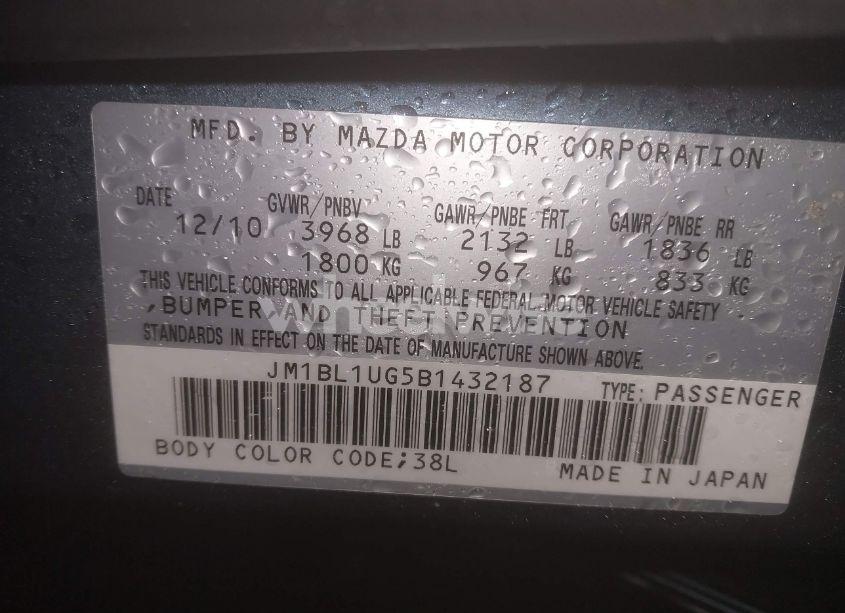 MFD. BY MAZDA MOTOR CORPORATION
DATE GVWR/PNBV GAWR/PNBE FRT GAWR/PNBE RR
12/10 3968 LB 2132 LB 1836 LB
1800 KG 967 KG 833 KG
THIS VEHICLE CONFORMS TO ALL APPLICABLE FEDERAL MOTOR VEHICLE SAFETY
,BUMPER AND THEFT PREVENTION
STANDARDS IN EFFECT ON THE DATE OF MANUFACTURE SHOWN ABOVE.
JM1BL1UG5B1432187 TYPE: PASSENGER
BODY COLOR CODE;38L MADE IN JAPAN